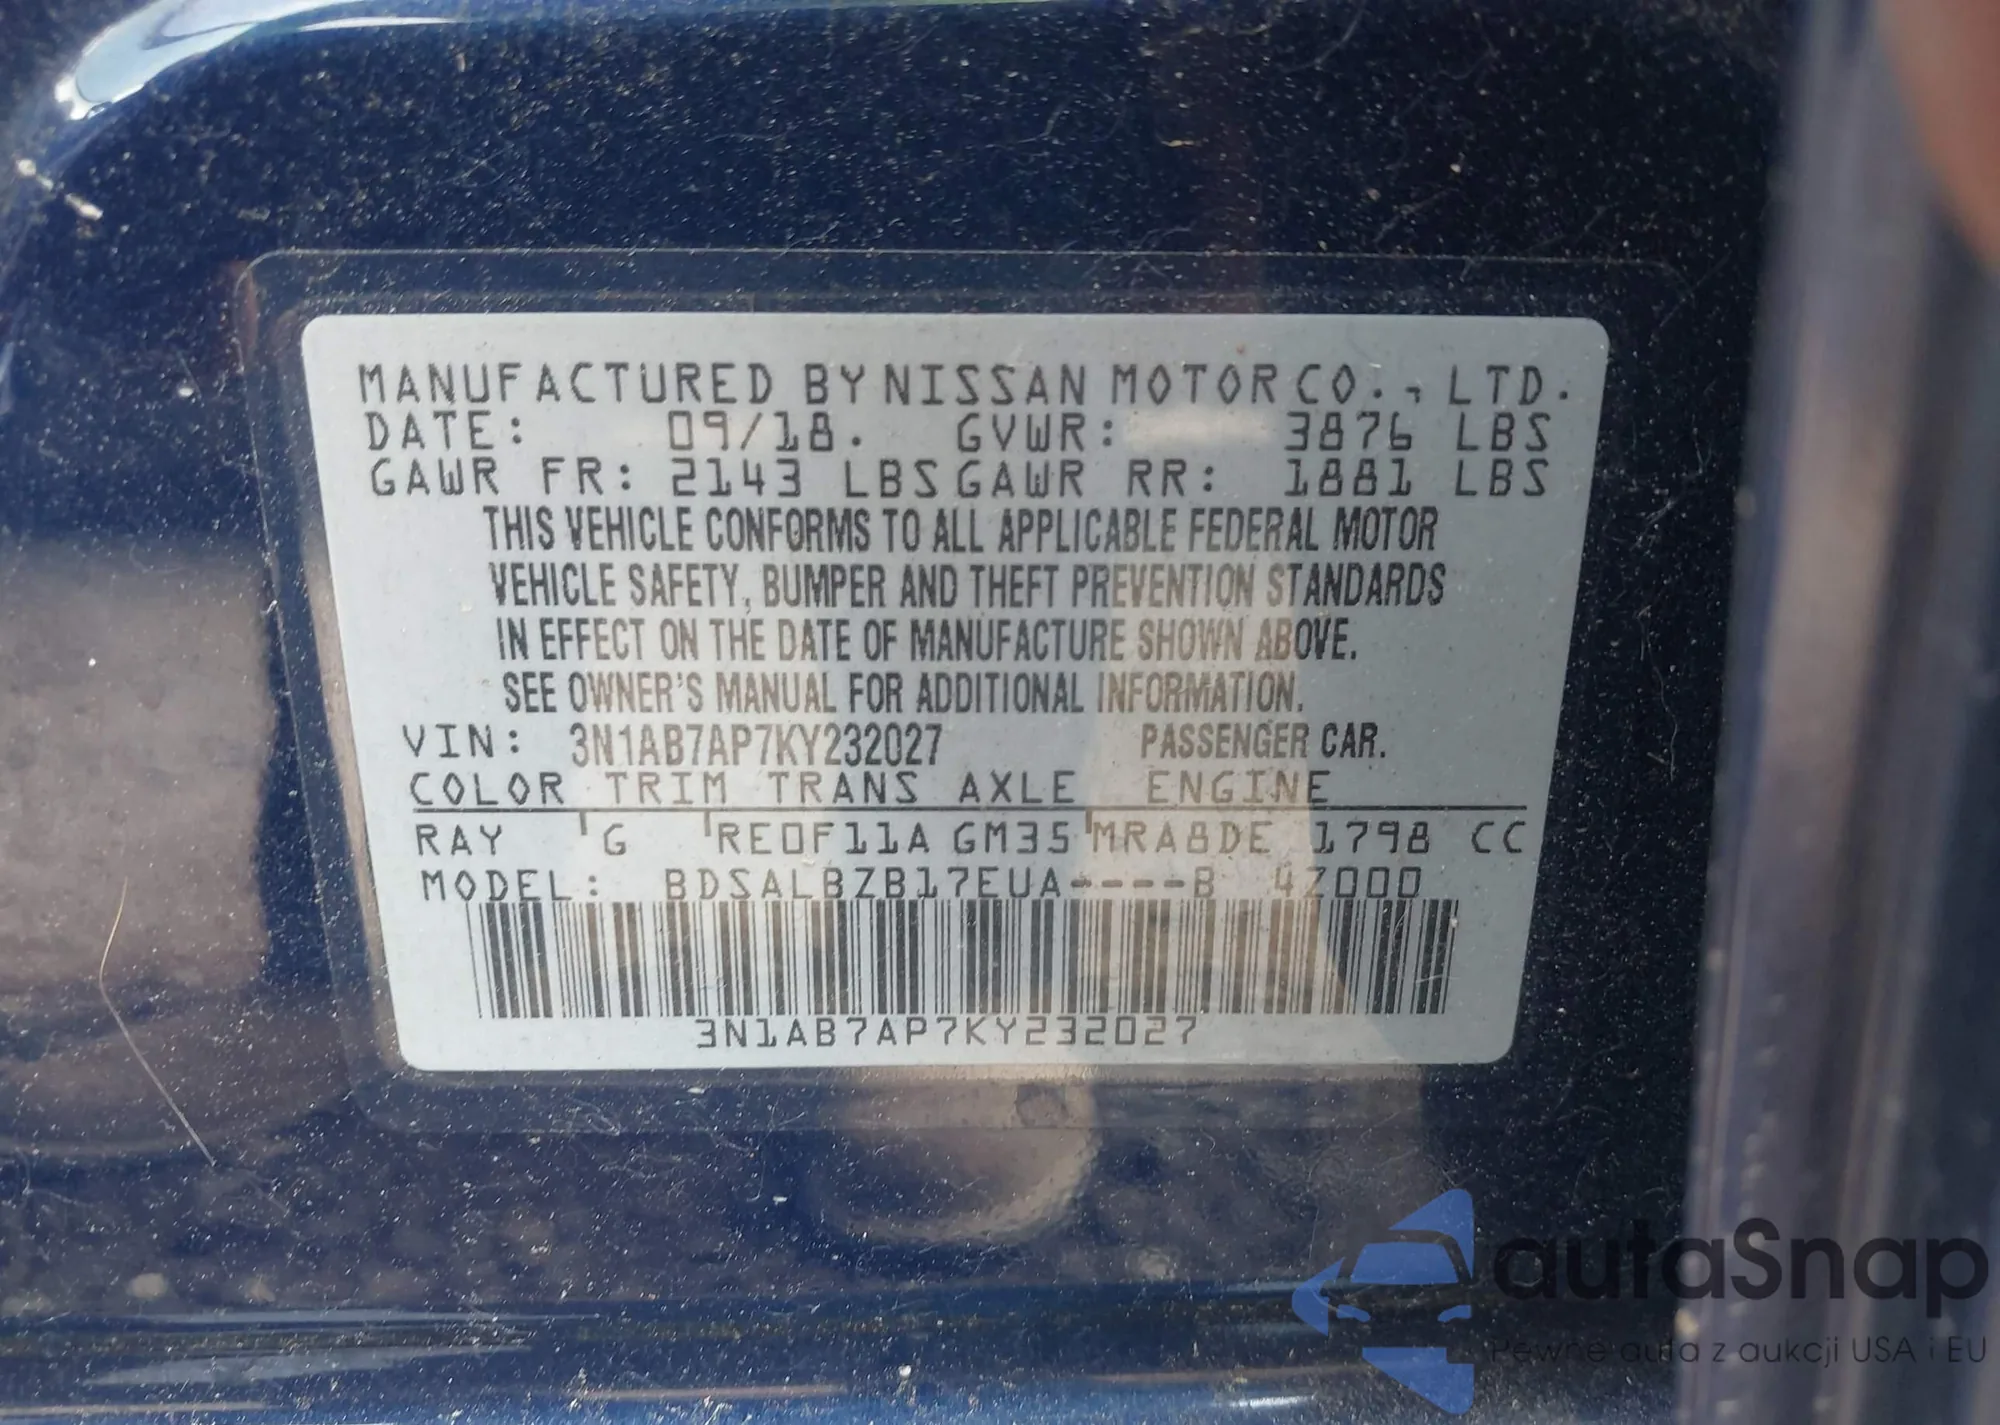 MANUFACTURED BY NISSAN MOTOR CO., LTD.
DATE: 09/18. GVWR: 3876 LBS
GAWR FR: 2143 LBS GAWR RR: 1881 LBS
THIS VEHICLE CONFORMS TO ALL APPLICABLE FEDERAL MOTOR
VEHICLE SAFETY, BUMPER AND THEFT PREVENTION STANDARDS
IN EFFECT ON THE DATE OF MANUFACTURE SHOWN ABOVE.
SEE OWNER'S MANUAL FOR ADDITIONAL INFORMATION.
VIN: 3N1AB7AP7KY232027 PASSENGER CAR.
COLOR TRIM TRANS AXLE ENGINE
RAY G RE0F11A GM35 MRA8DE 1798 CC
MODEL: BDSALBZB17EUA----B 4Z000
3N1AB7AP7KY232027
autaSnap
Pewne auta z aukcji USA i EU